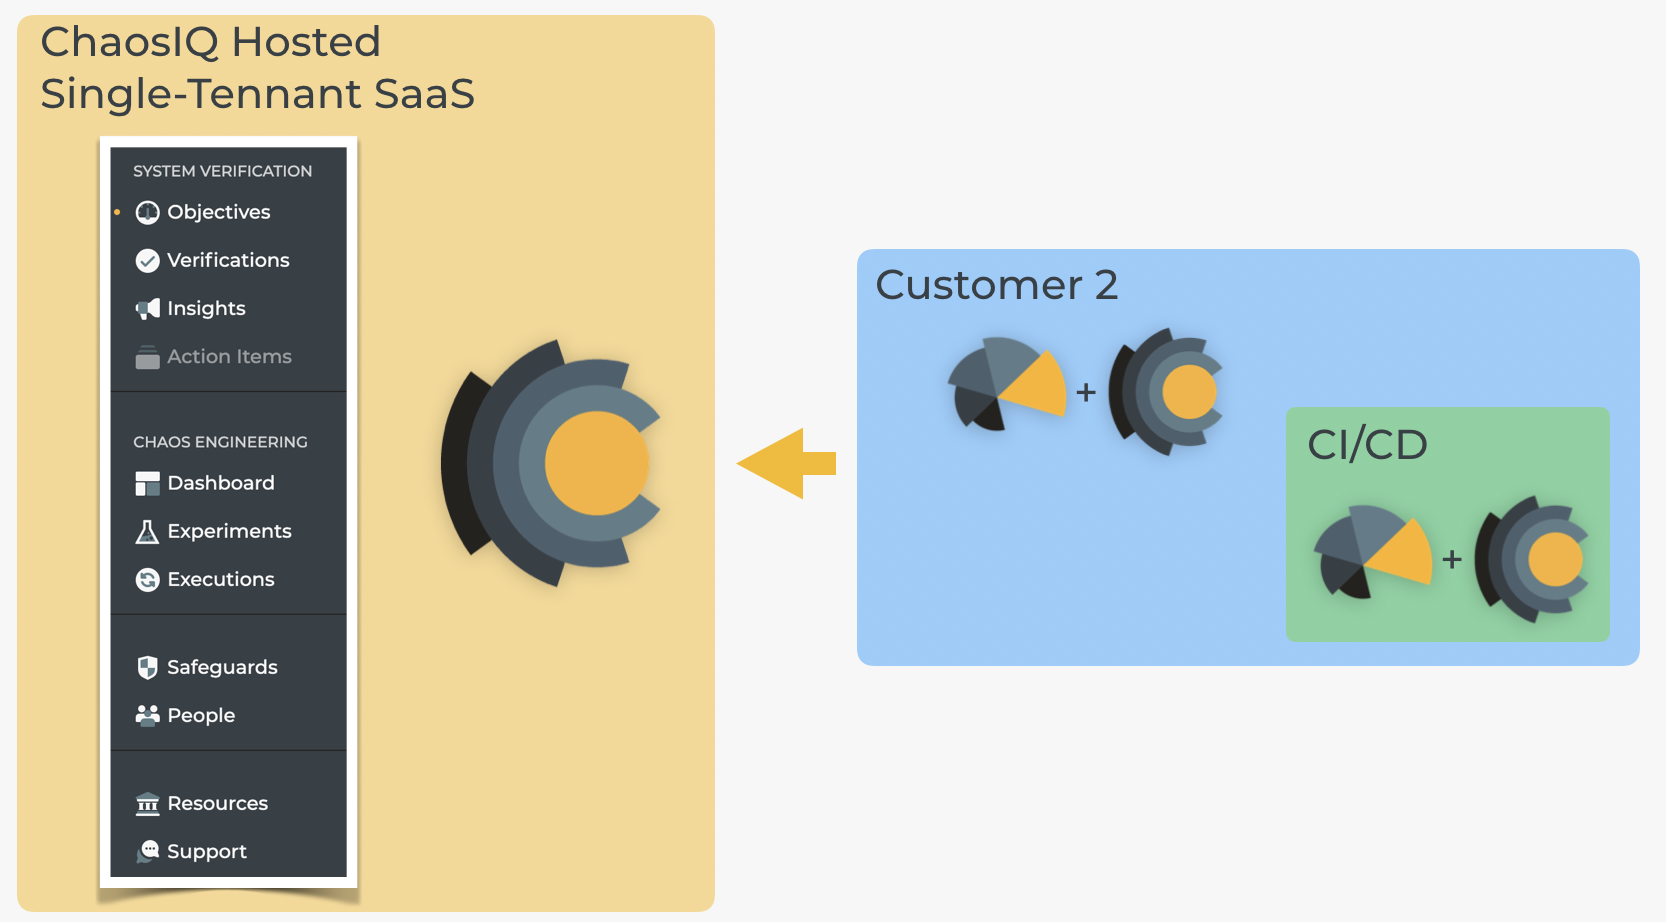 ChaosIQ Hosted
Single-Tennant SaaS
SYSTEM VERIFICATION
Objectives
Verifications
Insights
Action Items
CHAOS ENGINEERING
Dashboard
Experiments
Executions
Safeguards
People
Resources
Support
Customer 2
+
CI/CD
+